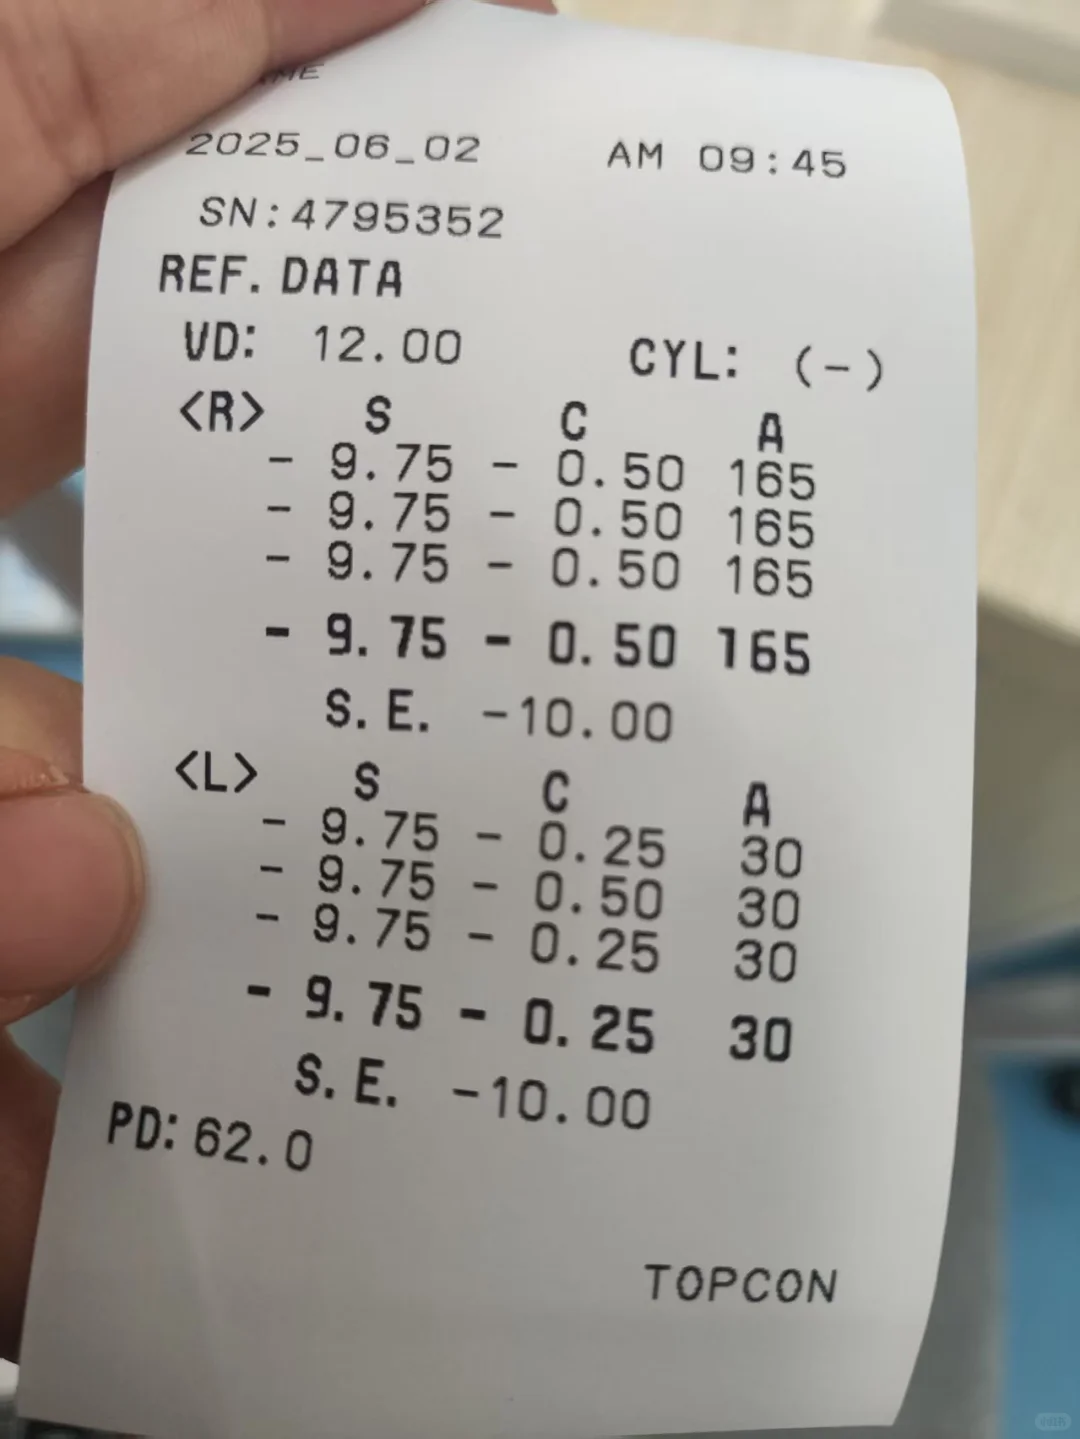 2025_06_02 AM 09:45
SN:4795352
REF. DATA
VD: 12.00 CYL: (-)
<R> S C A
- 9.75 - 0.50 165
- 9.75 - 0.50 165
- 9.75 - 0.50 165
- 9.75 - 0.50 165
S.E. -10.00
<L> S C A
- 9.75 - 0.25 30
- 9.75 - 0.50 30
- 9.75 - 0.25 30
- 9.75 - 0.25 30
S.E. -10.00
PD: 62.0
TOPCON